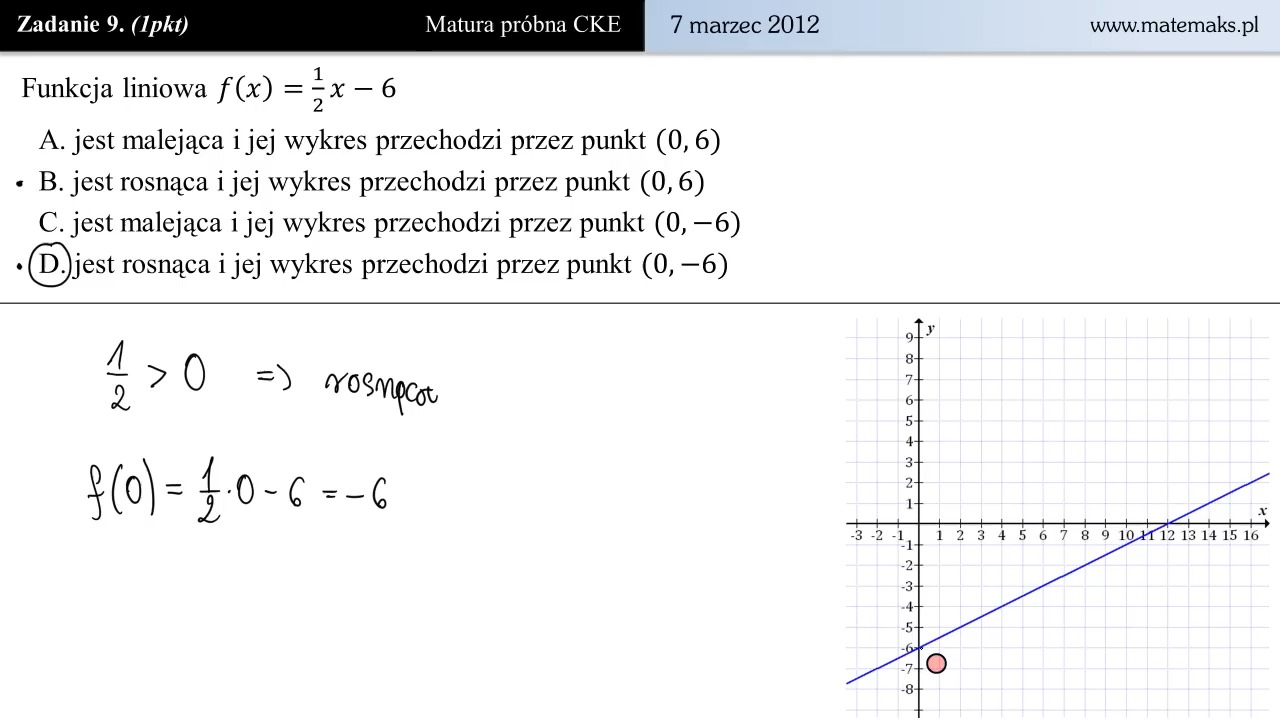 Zadanie 9. (1pkt) Matura próbna CKE 7 marzec 2012 www.matemaks.pl
Funkcja liniowa f(x) = 1/2 x − 6
A. jest malejąca i jej wykres przechodzi przez punkt (0, 6)
B. jest rosnąca i jej wykres przechodzi przez punkt (0, 6)
C. jest malejąca i jej wykres przechodzi przez punkt (0, −6)
D. jest rosnąca i jej wykres przechodzi przez punkt (0, −6)
1/2 > 0 => rosnąca
f(0) = 1/2 · 0 − 6 = −6
y
9
8
7
6
5
4
3
2
1
x
-3 -2 -1 1 2 3 4 5 6 7 8 9 10 11 12 13 14 15 16
-1
-2
-3
-4
-5
-6
-7
-8